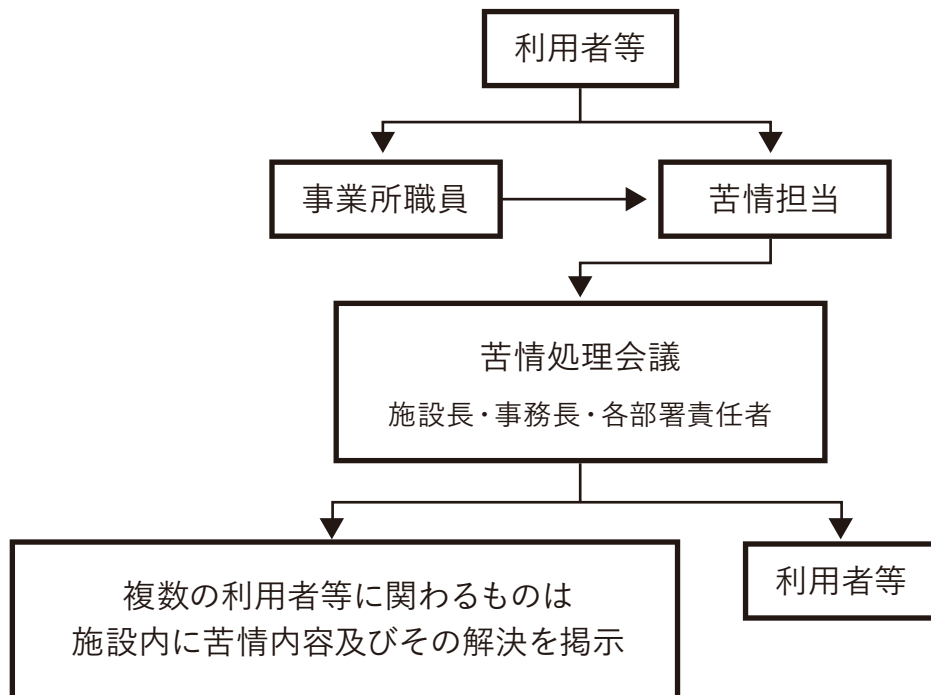 利用者等
事業所職員
苦情担当
苦情処理会議
施設長・事務長・各部署責任者
複数の利用者等に関わるものは
施設内に苦情内容及びその解決を掲示
利用者等